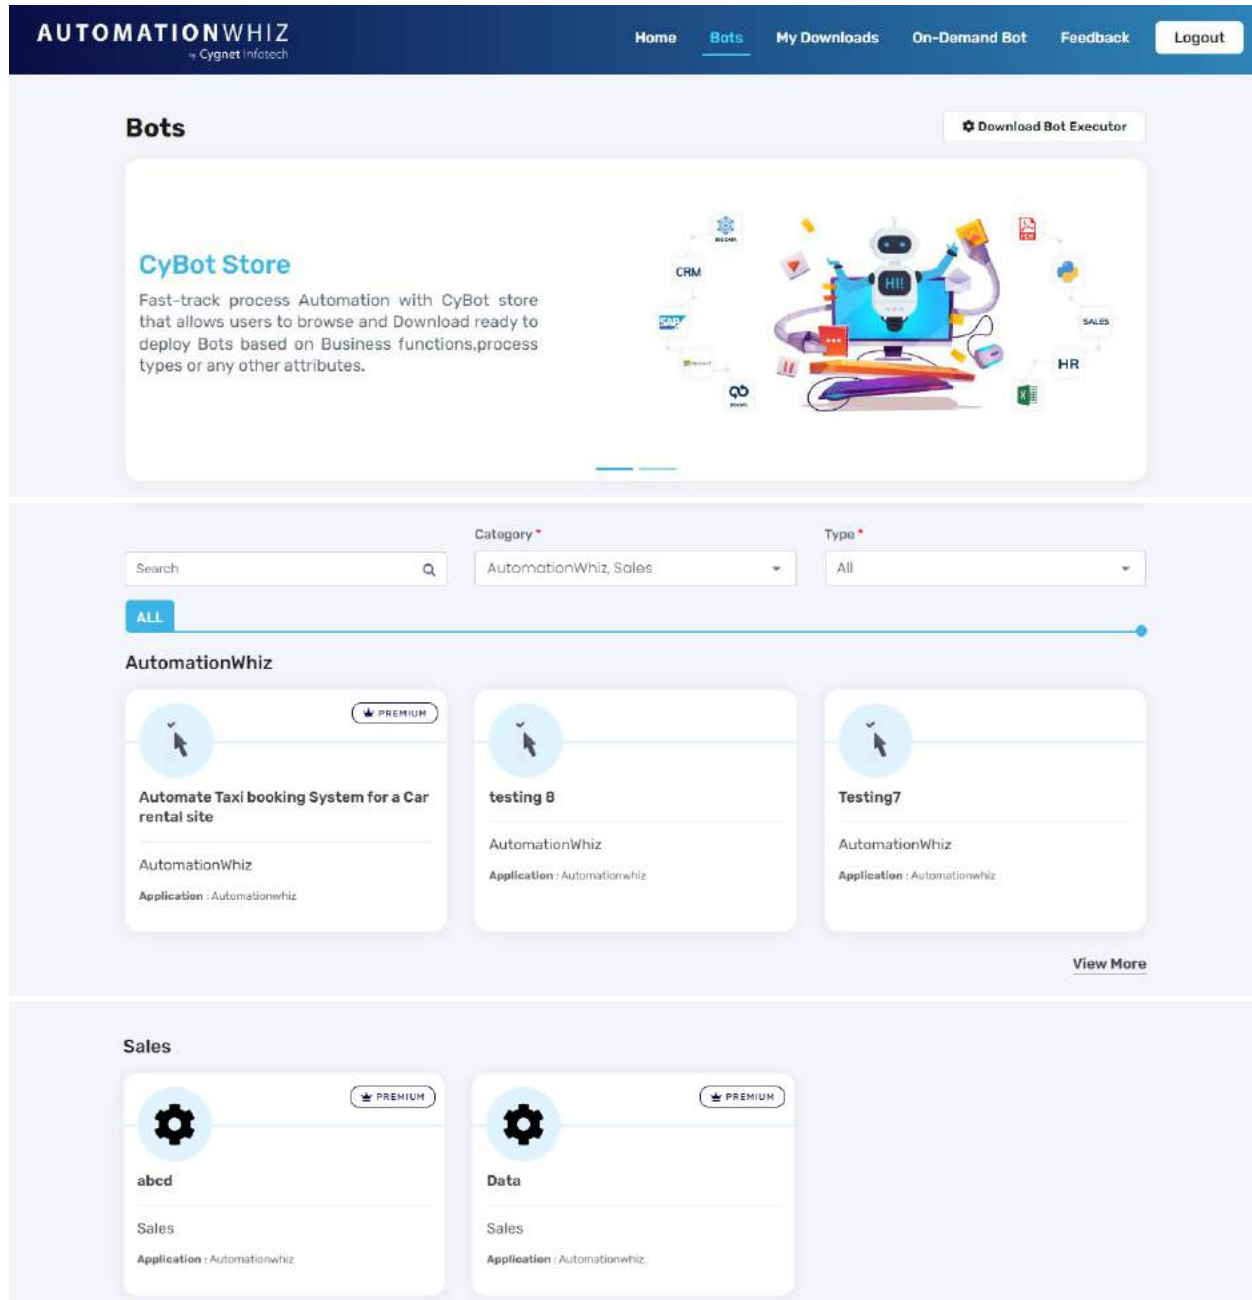 AUTOMATIONWHIZ
by Cygnet Infotech
Home Bots My Downloads On-Demand Bot Feedback Logout
Bots
Download Bot Executor
CyBot Store
Fast-track process Automation with CyBot store
that allows users to browse and Download ready to
deploy Bots based on Business functions,process
types or any other attributes.
CRM
SAP
HI!
PDF
SALES
HR
Category *
Type *
Search
AutomationWhiz, Sales
All
ALL
AutomationWhiz
PREMIUM
Automate Taxi booking System for a Car
rental site
AutomationWhiz
Application : Automationwhiz
testing 8
AutomationWhiz
Application : Automationwhiz
Testing7
AutomationWhiz
Application : Automationwhiz
View More
Sales
PREMIUM
abcd
Sales
Application : Automationwhiz
PREMIUM
Data
Sales
Application : Automationwhiz